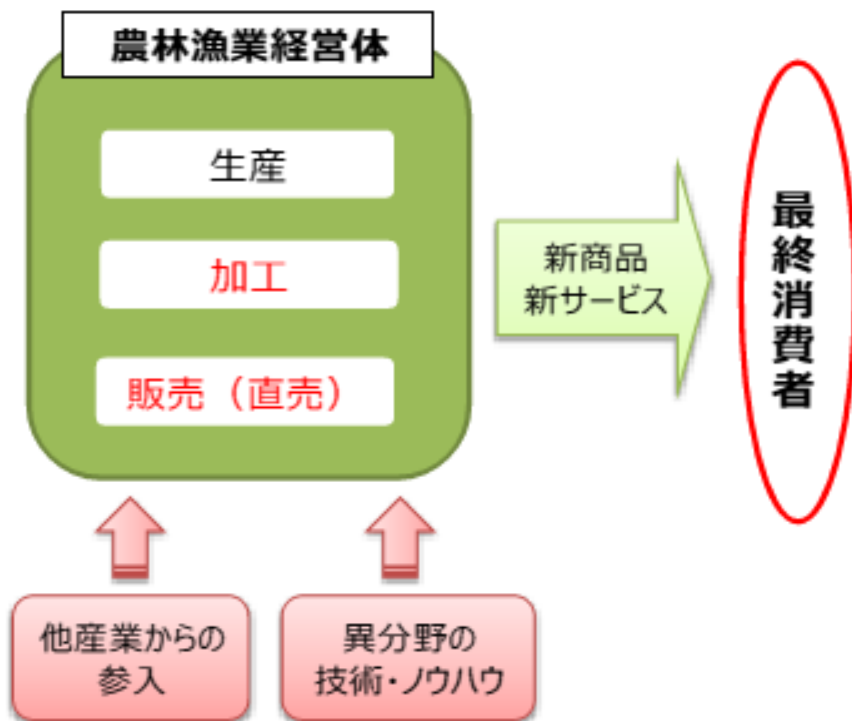 農林漁業経営体
生産
加工
販売（直売）
新商品
新サービス
最終消費者
他産業からの
参入
異分野の
技術・ノウハウ